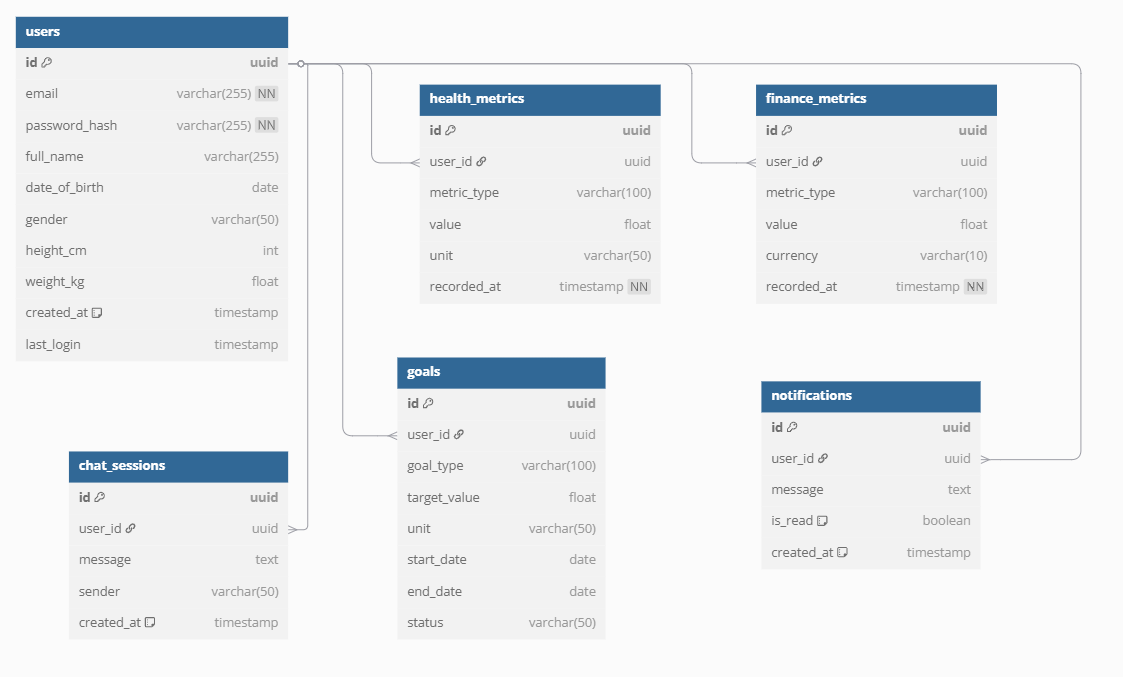 users
id uuid
email varchar(255) NN
password_hash varchar(255) NN
full_name varchar(255)
date_of_birth date
gender varchar(50)
height_cm int
weight_kg float
created_at timestamp
last_login timestamp
health_metrics
id uuid
user_id uuid
metric_type varchar(100)
value float
unit varchar(50)
recorded_at timestamp NN
finance_metrics
id uuid
user_id uuid
metric_type varchar(100)
value float
currency varchar(10)
recorded_at timestamp NN
goals
id uuid
user_id uuid
goal_type varchar(100)
target_value float
unit varchar(50)
start_date date
end_date date
status varchar(50)
notifications
id uuid
user_id uuid
message text
is_read boolean
created_at timestamp
chat_sessions
id uuid
user_id uuid
message text
sender varchar(50)
created_at timestamp